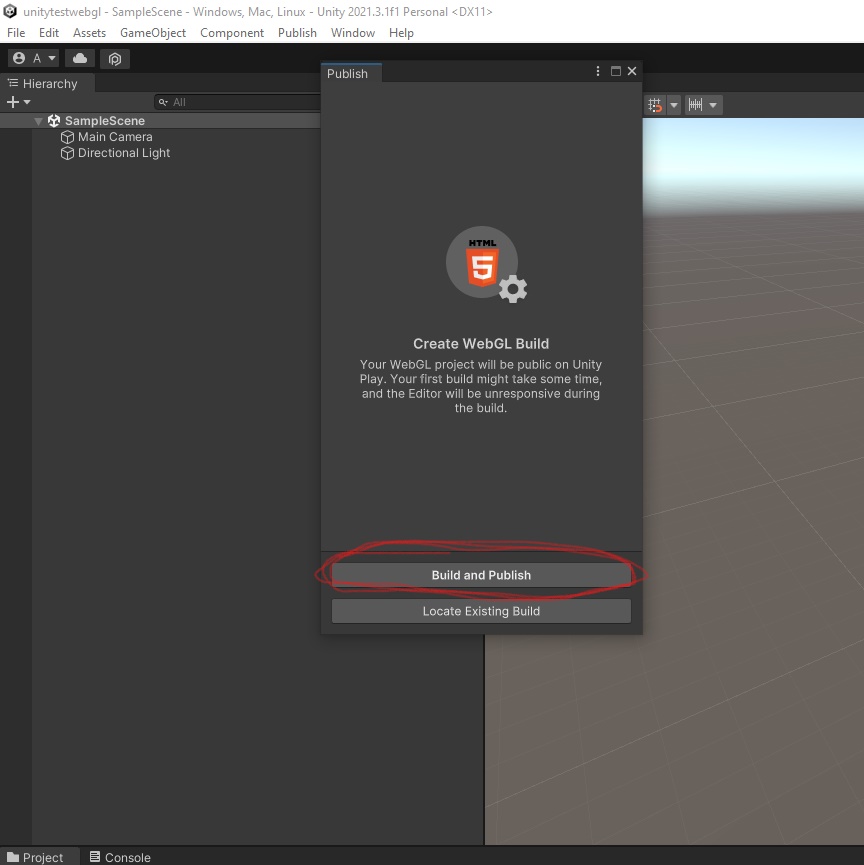 unitytestwebgl - SampleScene - Windows, Mac, Linux - Unity 2021.3.1f1 Personal <DX11>
File Edit Assets GameObject Component Publish Window Help
A
Hierarchy
All
SampleScene
Main Camera
Directional Light
Publish
HTML
5
Create WebGL Build
Your WebGL project will be public on Unity
Play. Your first build might take some time,
and the Editor will be unresponsive during
the build.
Build and Publish
Locate Existing Build
Project Console